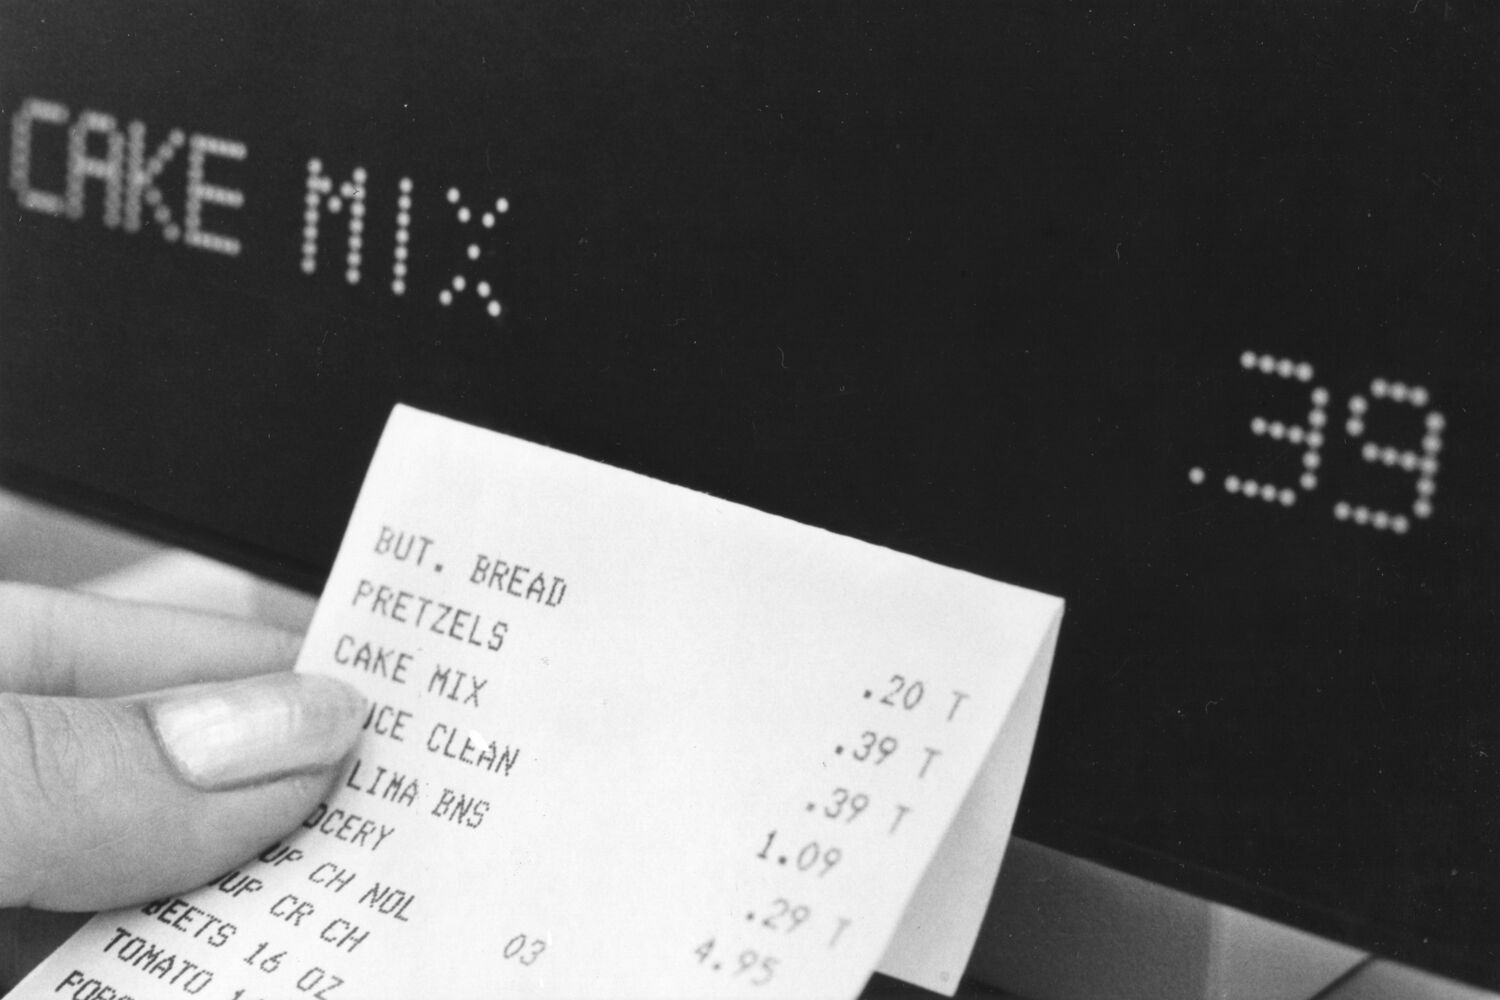 CAKE MIX .39
BUT. BREAD .20 T
PRETZELS .39 T
CAKE MIX .39 T
ICE CLEAN 1.09
LIMA BNS .29 T
OCERY 4.95
UP CH NOL 03
OUP CR CH
BEETS 16 OZ
TOMATO